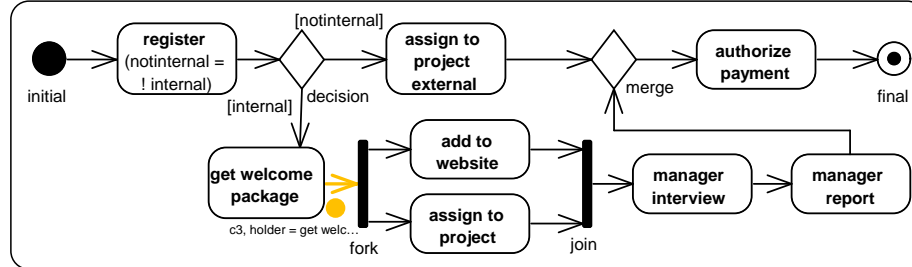 [notinternal]
register
(notinternal =
! internal)
assign to
project
external
authorize
payment
initial
decision
merge
final
[internal]
get welcome
package
add to
website
manager
interview
manager
report
assign to
project
c3, holder = get welc...
fork
join